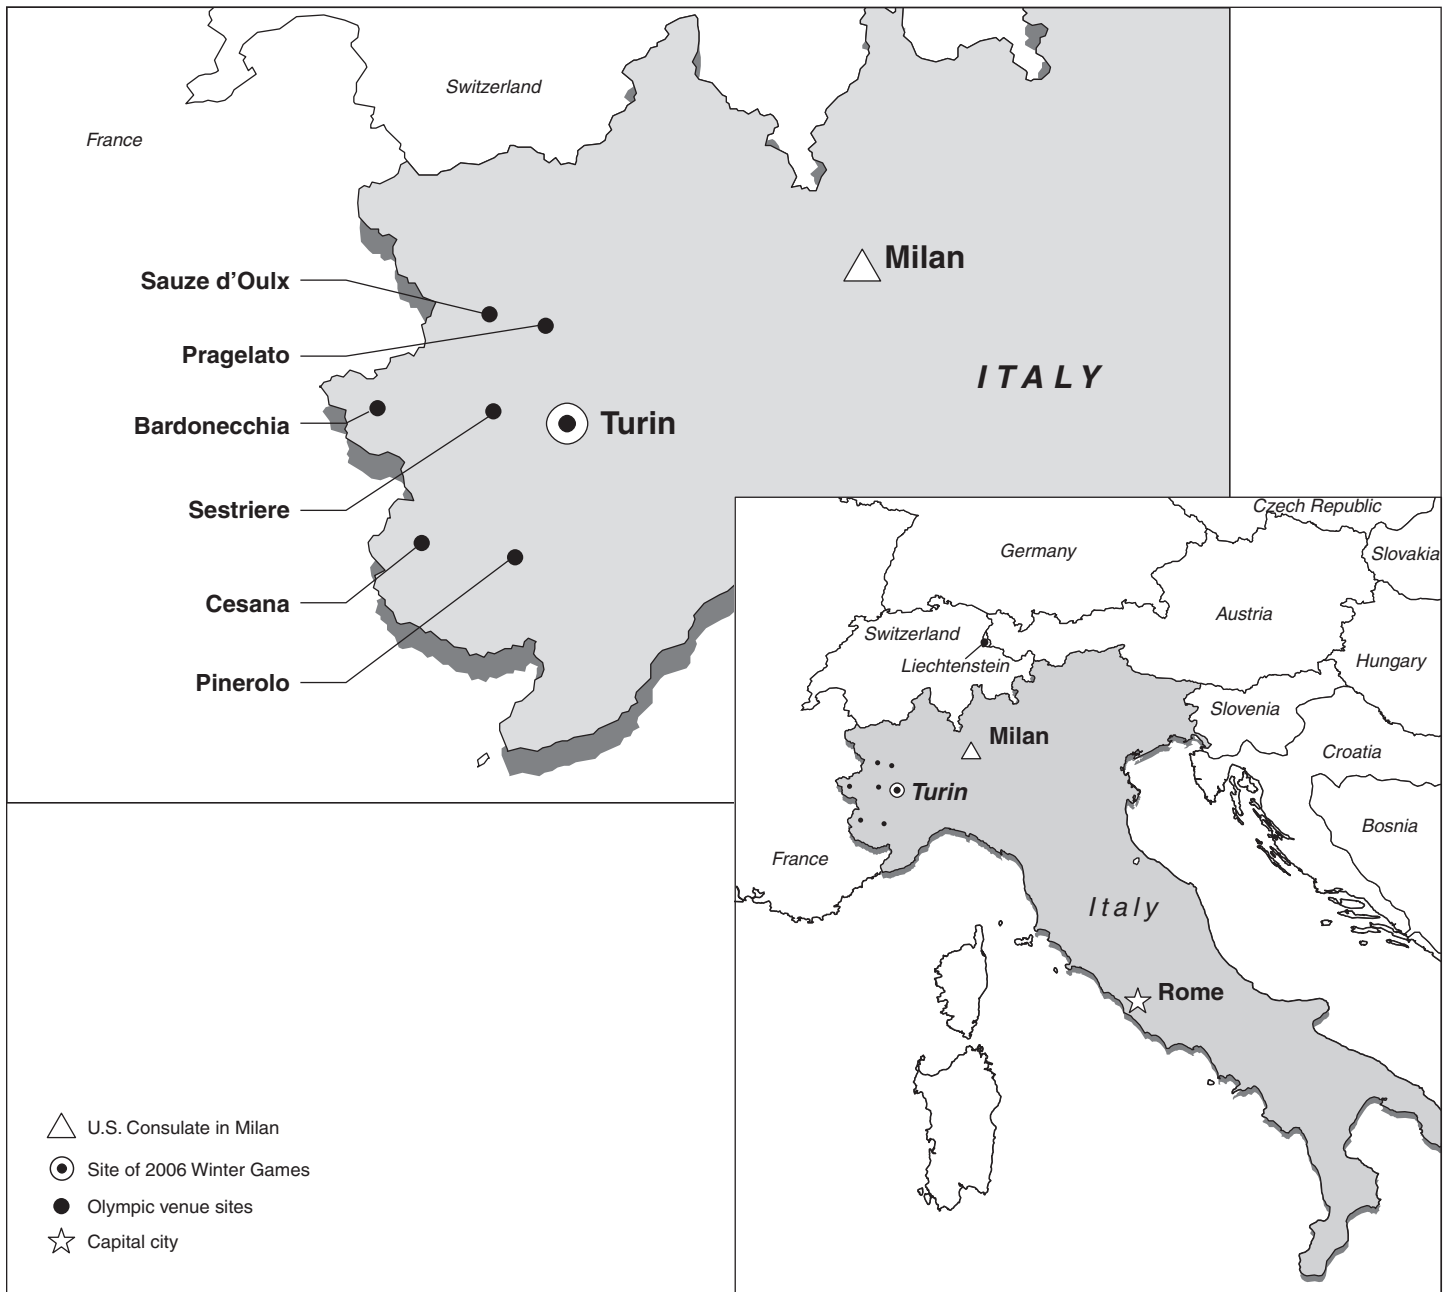 Switzerland
France
Milan
Sauze d’Oulx
Pragelato
ITALY
Bardonecchia
Turin
Sestriere
Cesana
Pinerolo
Czech Republic
Germany
Slovakia
Austria
Switzerland
Liechtenstein
Hungary
Slovenia
Milan
Croatia
Turin
Bosnia
France
Italy
Rome
U.S. Consulate in Milan
Site of 2006 Winter Games
Olympic venue sites
Capital city